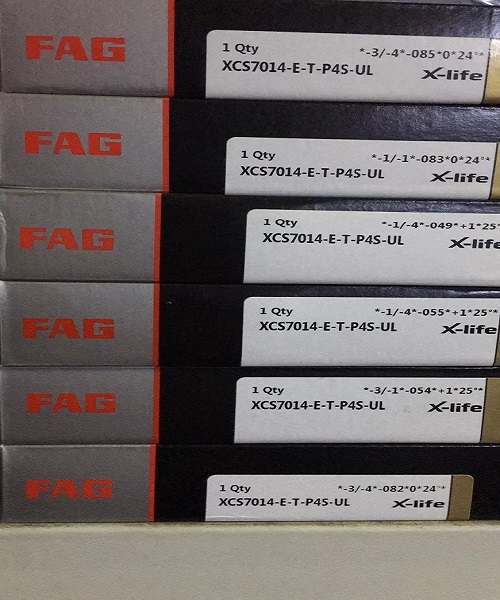 FAG
1 Qty *-3/-4*-085*0*24°*
XCS7014-E-T-P4S-UL X-life
FAG
1 Qty *-1/-1*-083*0*24°*
XCS7014-E-T-P4S-UL X-life
FAG
1 Qty *-1/-4*-049*+1*25°
XCS7014-E-T-P4S-UL X-life
FAG
1 Qty *-1/-4*-055*+1*25°*
XCS7014-E-T-P4S-UL X-life
FAG
1 Qty *-3/-1*-054*+1*25°*
XCS7014-E-T-P4S-UL X-life
FAG
1 Qty *-3/-4*-082*0*24°*
XCS7014-E-T-P4S-UL X-life